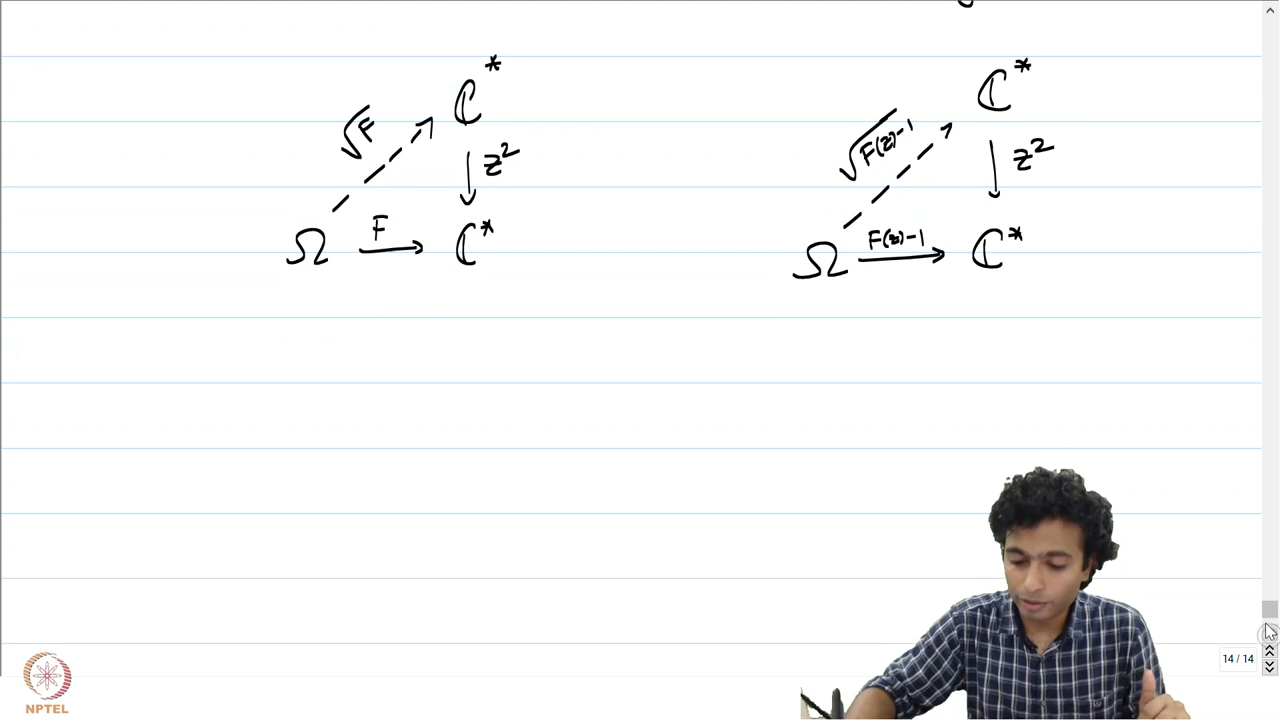 ℂ* ℂ*
√F √F(z)-1
z² z²
Ω F ℂ* Ω F(z)-1 ℂ*
14 / 14
NPTEL